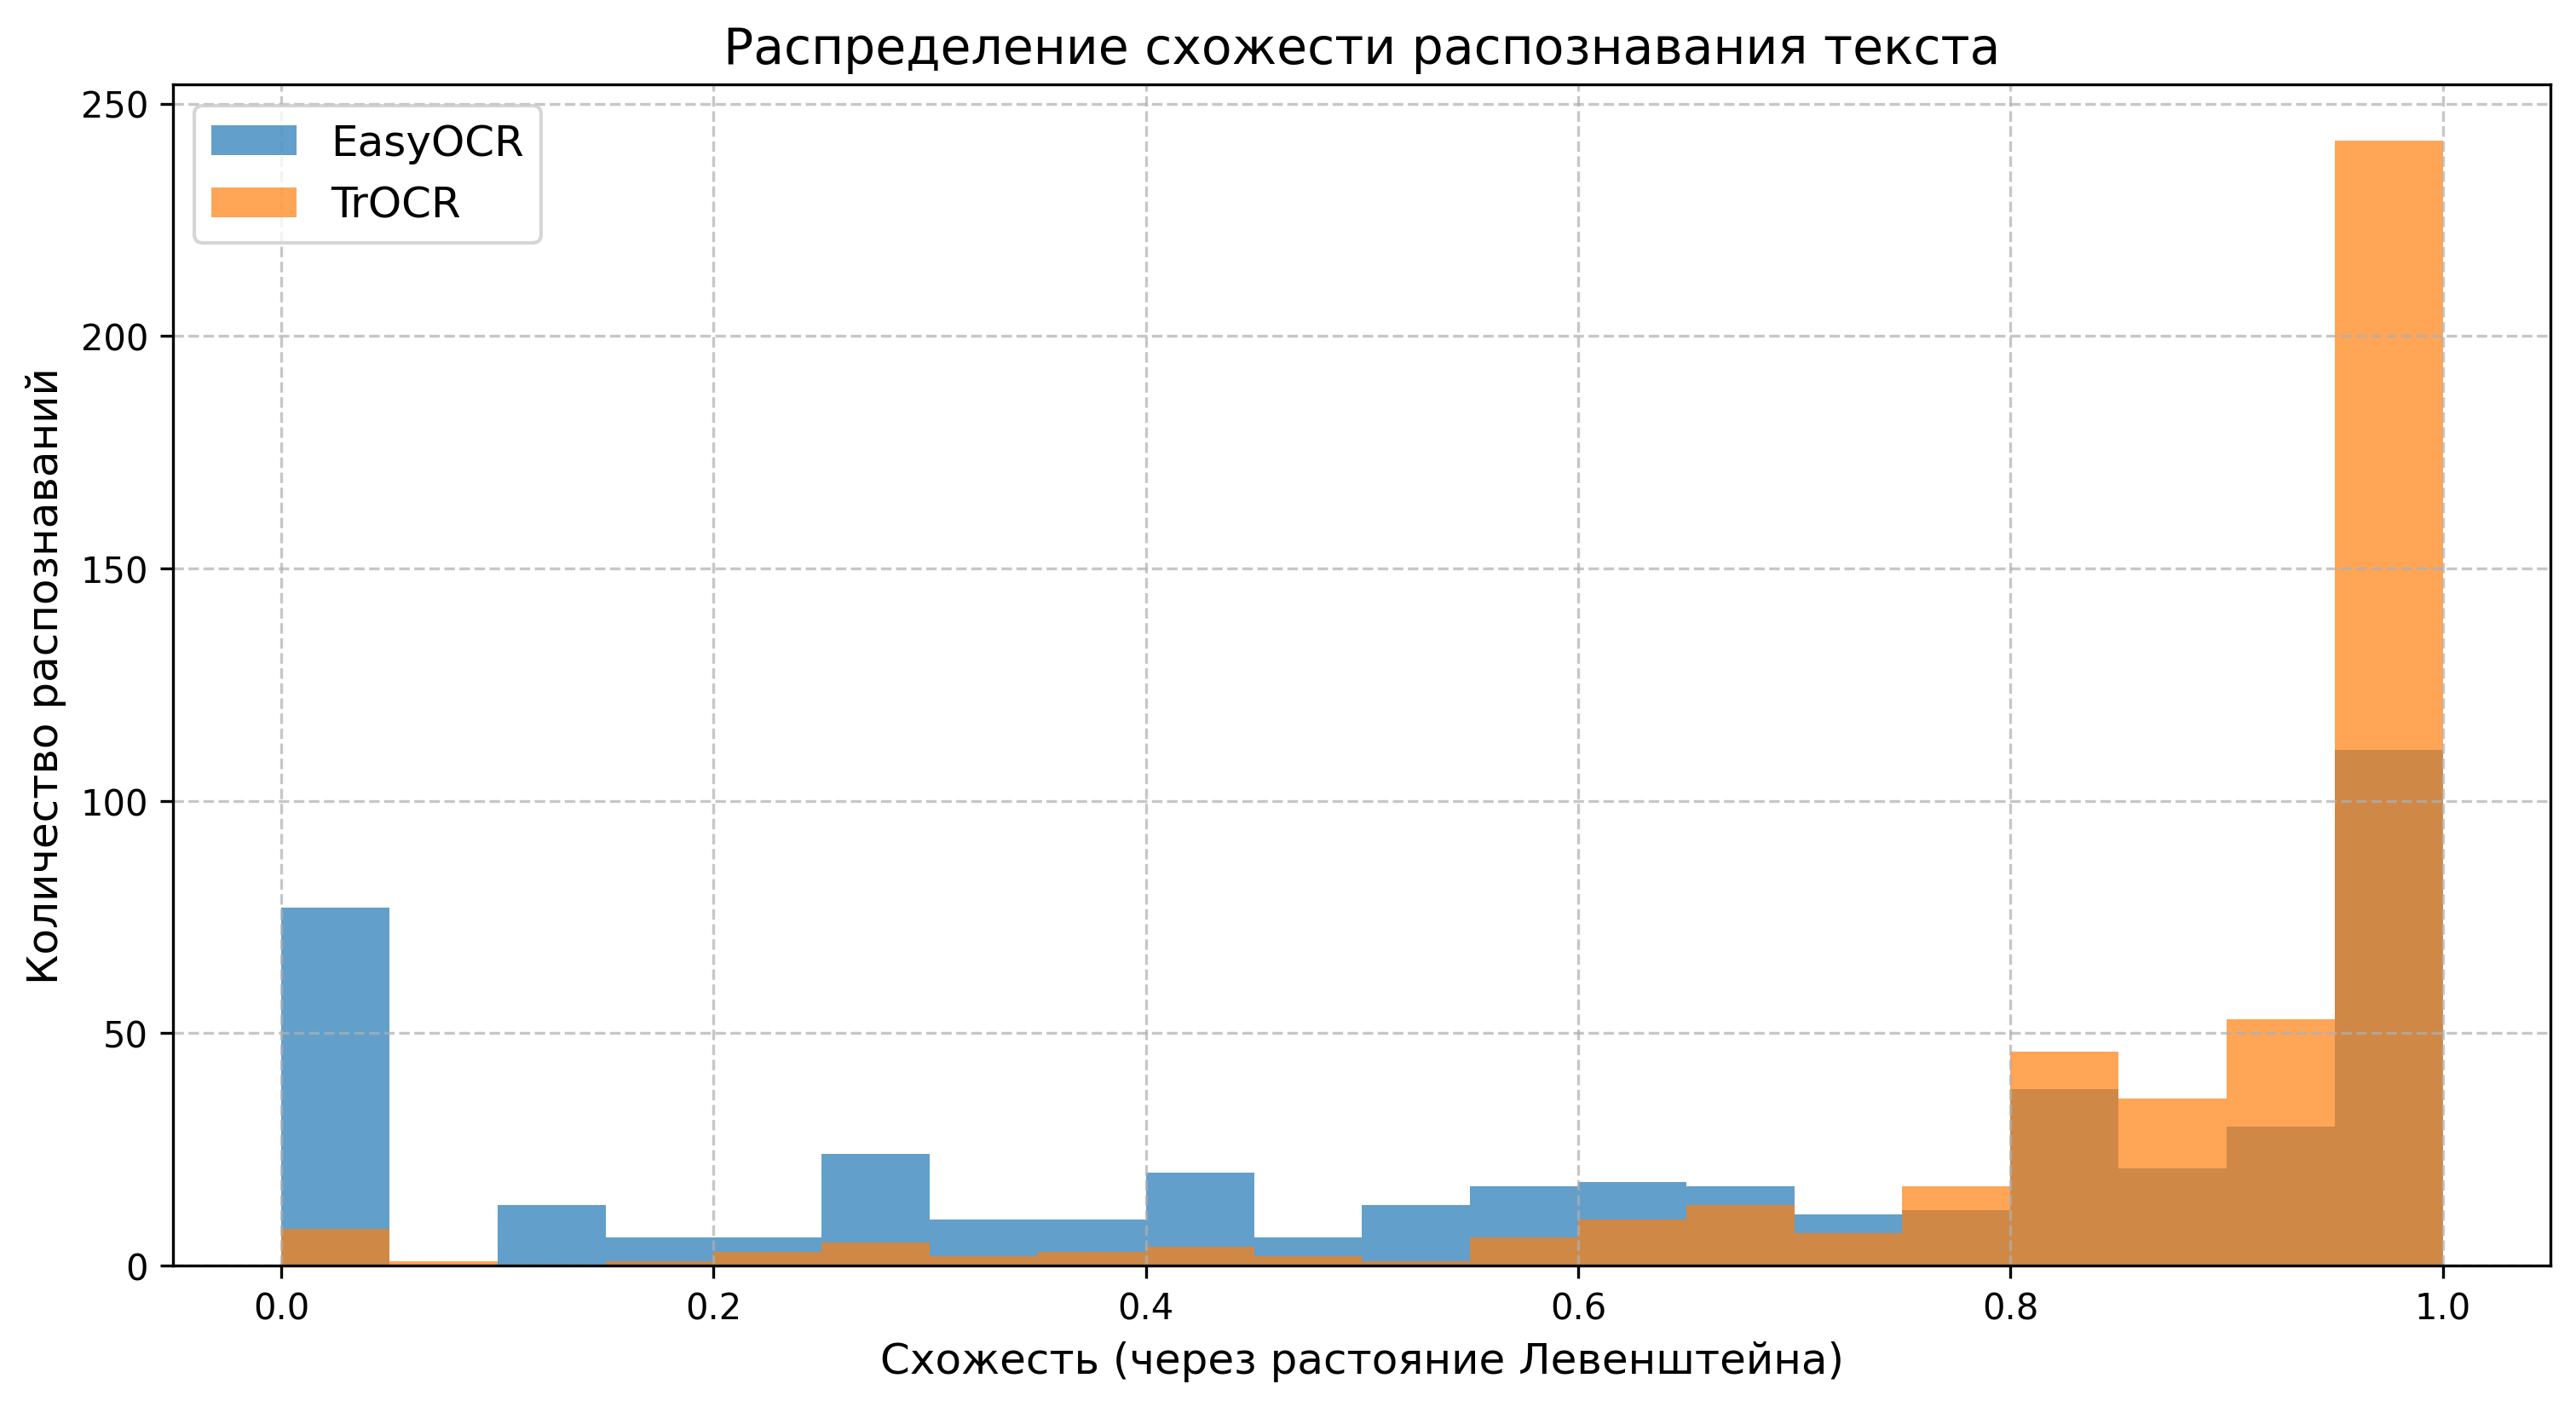 Распределение схожести распознавания текста
EasyOCR
TrOCR
Количество распознаваний
250
200
150
100
50
0
0.0 0.2 0.4 0.6 0.8 1.0
Схожесть (через растояние Левенштейна)